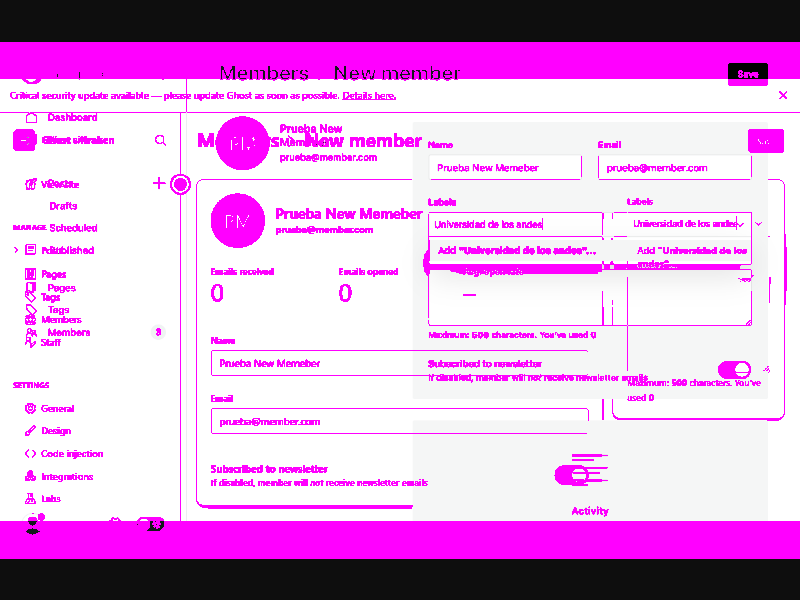 Members New member
Save
Critical security update available — please update Ghost as soon as possible. Details here.
Dashboard
Prueba New
New member
PM
prueba@member.com
Name
Email
Prueba New Memeber
prueba@member.com
Drafts
Labels
Labels
PM
Prueba New Memeber
prueba@member.com
Universidad de los andes
Universidad de los andes
MANAGE
Scheduled
Published
Add "Universidad de los andes"...
Add "Universidad de los
andes"...
Emails received
Emails opened
0
0
Pages
Pages
Tags
Tags
Members
Members
3
Staff
Maximum: 500 characters. You've used 0
Name
Prueba New Memeber
Subscribed to newsletter
If disabled, member will not receive newsletter emails
Maximum: 500 characters. You've
used 0
SETTINGS
Email
General
prueba@member.com
Design
Code injection
Subscribed to newsletter
If disabled, member will not receive newsletter emails
Integrations
Labs
Activity